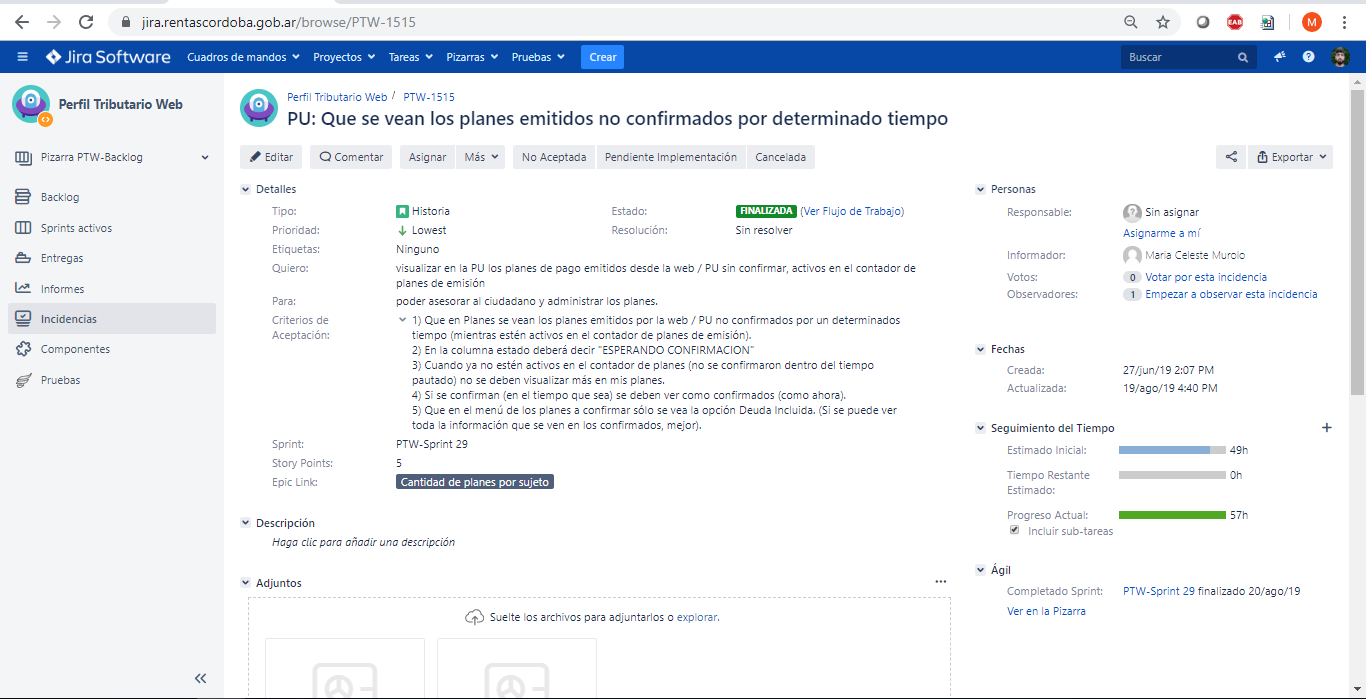 jira.rentascordoba.gob.ar/browse/PTW-1515
EAB
M
Jira Software
Cuadros de mandos
Proyectos
Tareas
Pizarras
Pruebas
Crear
Buscar
Perfil Tributario Web
Pizarra PTW-Backlog
Backlog
Sprints activos
Entregas
Informes
Incidencias
Componentes
Pruebas
Perfil Tributario Web / PTW-1515
PU: Que se vean los planes emitidos no confirmados por determinado tiempo
Editar
Comentar
Asignar
Más
No Aceptada
Pendiente Implementación
Cancelada
Exportar
Detalles
Tipo: Historia
Estado: FINALIZADA (Ver Flujo de Trabajo)
Prioridad: Lowest
Resolución: Sin resolver
Etiquetas: Ninguno
Quiero: visualizar en la PU los planes de pago emitidos desde la web / PU sin confirmar, activos en el contador de
planes de emisión
Para: poder asesorar al ciudadano y administrar los planes.
Criterios de
Aceptación:
1) Que en Planes se vean los planes emitidos por la web / PU no confirmados por un determinados
tiempo (mientras estén activos en el contador de planes de emisión).
2) En la columna estado deberá decir "ESPERANDO CONFIRMACION"
3) Cuando ya no estén activos en el contador de planes (no se confirmaron dentro del tiempo
pautado) no se deben visualizar más en mis planes.
4) Si se confirman (en el tiempo que sea) se deben ver como confirmados (como ahora).
5) Que en el menú de los planes a confirmar sólo se vea la opción Deuda Incluida. (Si se puede ver
toda la información que se ven en los confirmados, mejor).
Sprint: PTW-Sprint 29
Story Points: 5
Epic Link: Cantidad de planes por sujeto
Descripción
Haga clic para añadir una descripción
Adjuntos
Suelte los archivos para adjuntarlos o explorar.
Personas
Responsable: Sin asignar
Asignarme a mí
Informador: Maria Celeste Murolo
Votos: 0 Votar por esta incidencia
Observadores: 1 Empezar a observar esta incidencia
Fechas
Creada: 27/jun/19 2:07 PM
Actualizada: 19/ago/19 4:40 PM
Seguimiento del Tiempo
Estimado Inicial: 49h
Tiempo Restante
Estimado:
0h
Progreso Actual: 57h
Incluir sub-tareas
Ágil
Completado Sprint: PTW-Sprint 29 finalizado 20/ago/19
Ver en la Pizarra